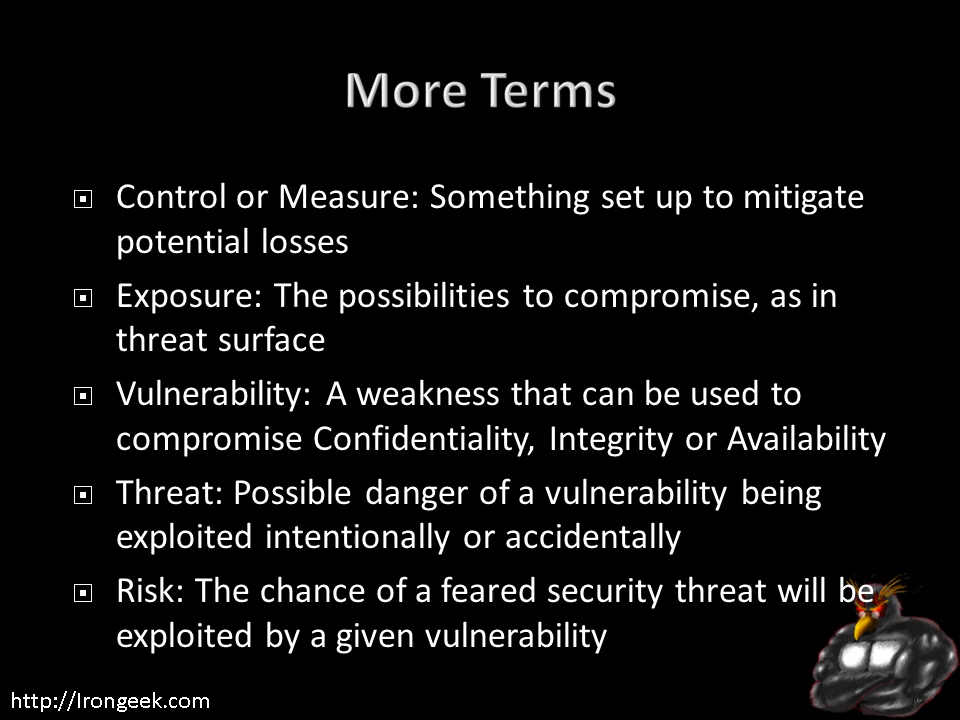 More Terms
Control or Measure: Something set up to mitigate
potential losses
Exposure: The possibilities to compromise, as in
threat surface
Vulnerability:  A weakness that can be used to
compromise Confidentiality, Integrity or Availability
Threat: Possible danger of a vulnerability being
exploited intentionally or accidentally
Risk: The chance of a feared security threat will be
exploited by a given vulnerability
http://Irongeek.com